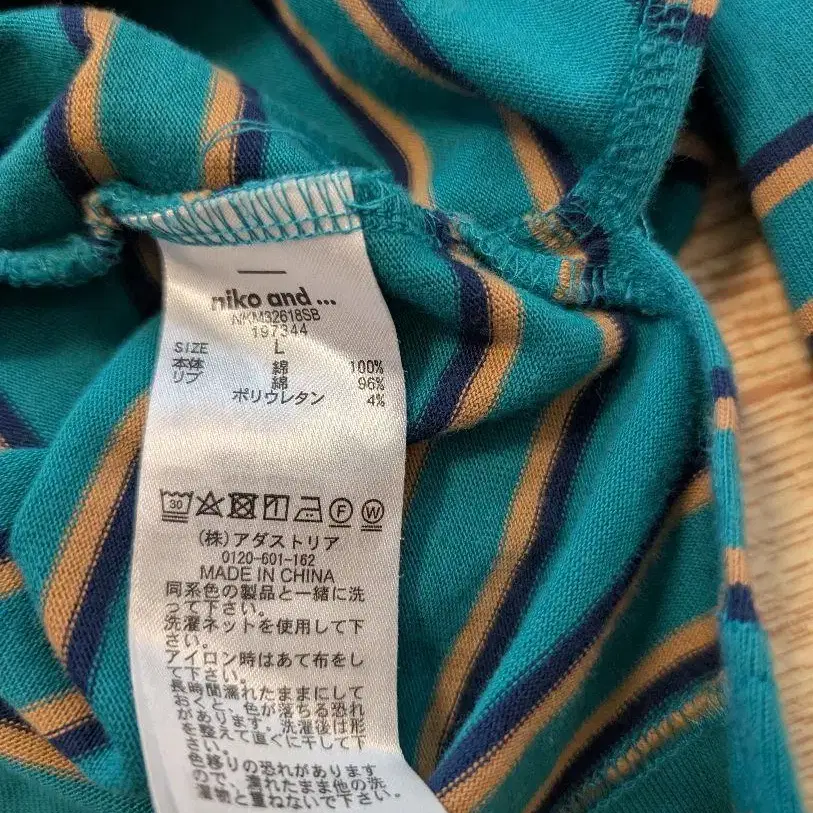 niko and ...
NKM32618SB
197344
SIZE L
本体 綿 100%
リブ 綿 96%
ポリウレタン 4%
30 F W
(株)アダストリア
0120-601-162
MADE IN CHINA
同系色の製品と一緒に洗
って下さい。
洗濯ネットを使用して下
さい。
アイロン時はあて布をし
て下さい。
長時間濡れたままにして
おくと、色が落ちる恐れ
があります。洗濯後は形
を整えて直ぐに干して下
さい。
色移りの恐れがあります
ので、濡れたまま他の洗
濯物と重ねないで下さい。